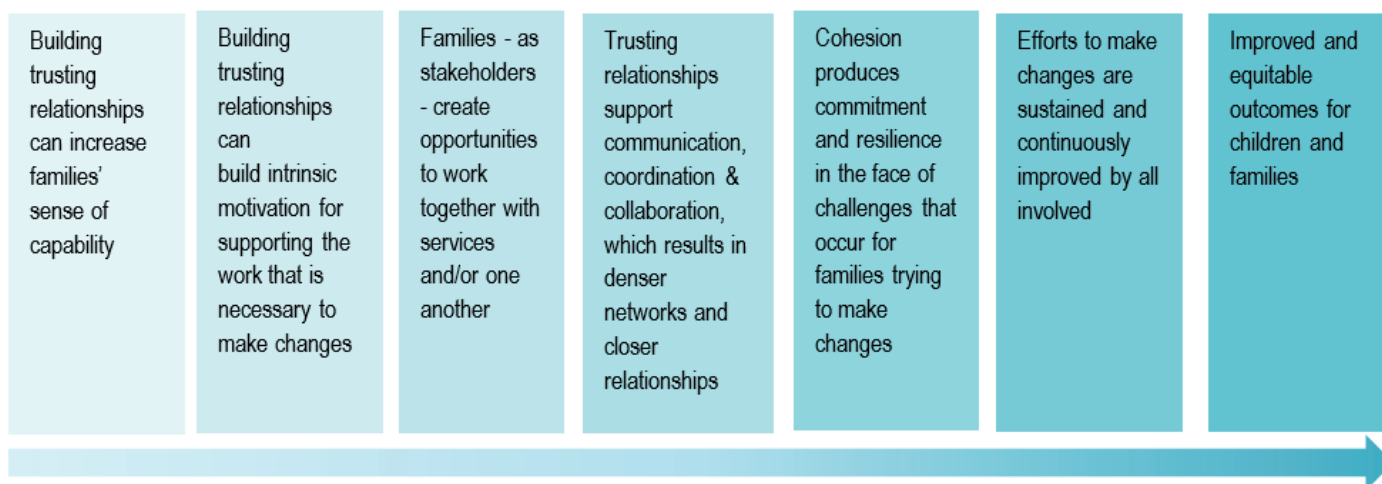 Building
trusting
relationships
can increase
families’
sense of
capability
Building
trusting
relationships
can
build intrinsic
motivation for
supporting the
work that is
necessary to
make changes
Families - as
stakeholders
- create
opportunities
to work
together with
services
and/or one
another
Trusting
relationships
support
communication,
coordination &
collaboration,
which results in
denser
networks and
closer
relationships
Cohesion
produces
commitment
and resilience
in the face of
challenges that
occur for
families trying
to make
changes
Efforts to make
changes are
sustained and
continuously
improved by all
involved
Improved and
equitable
outcomes for
children and
families